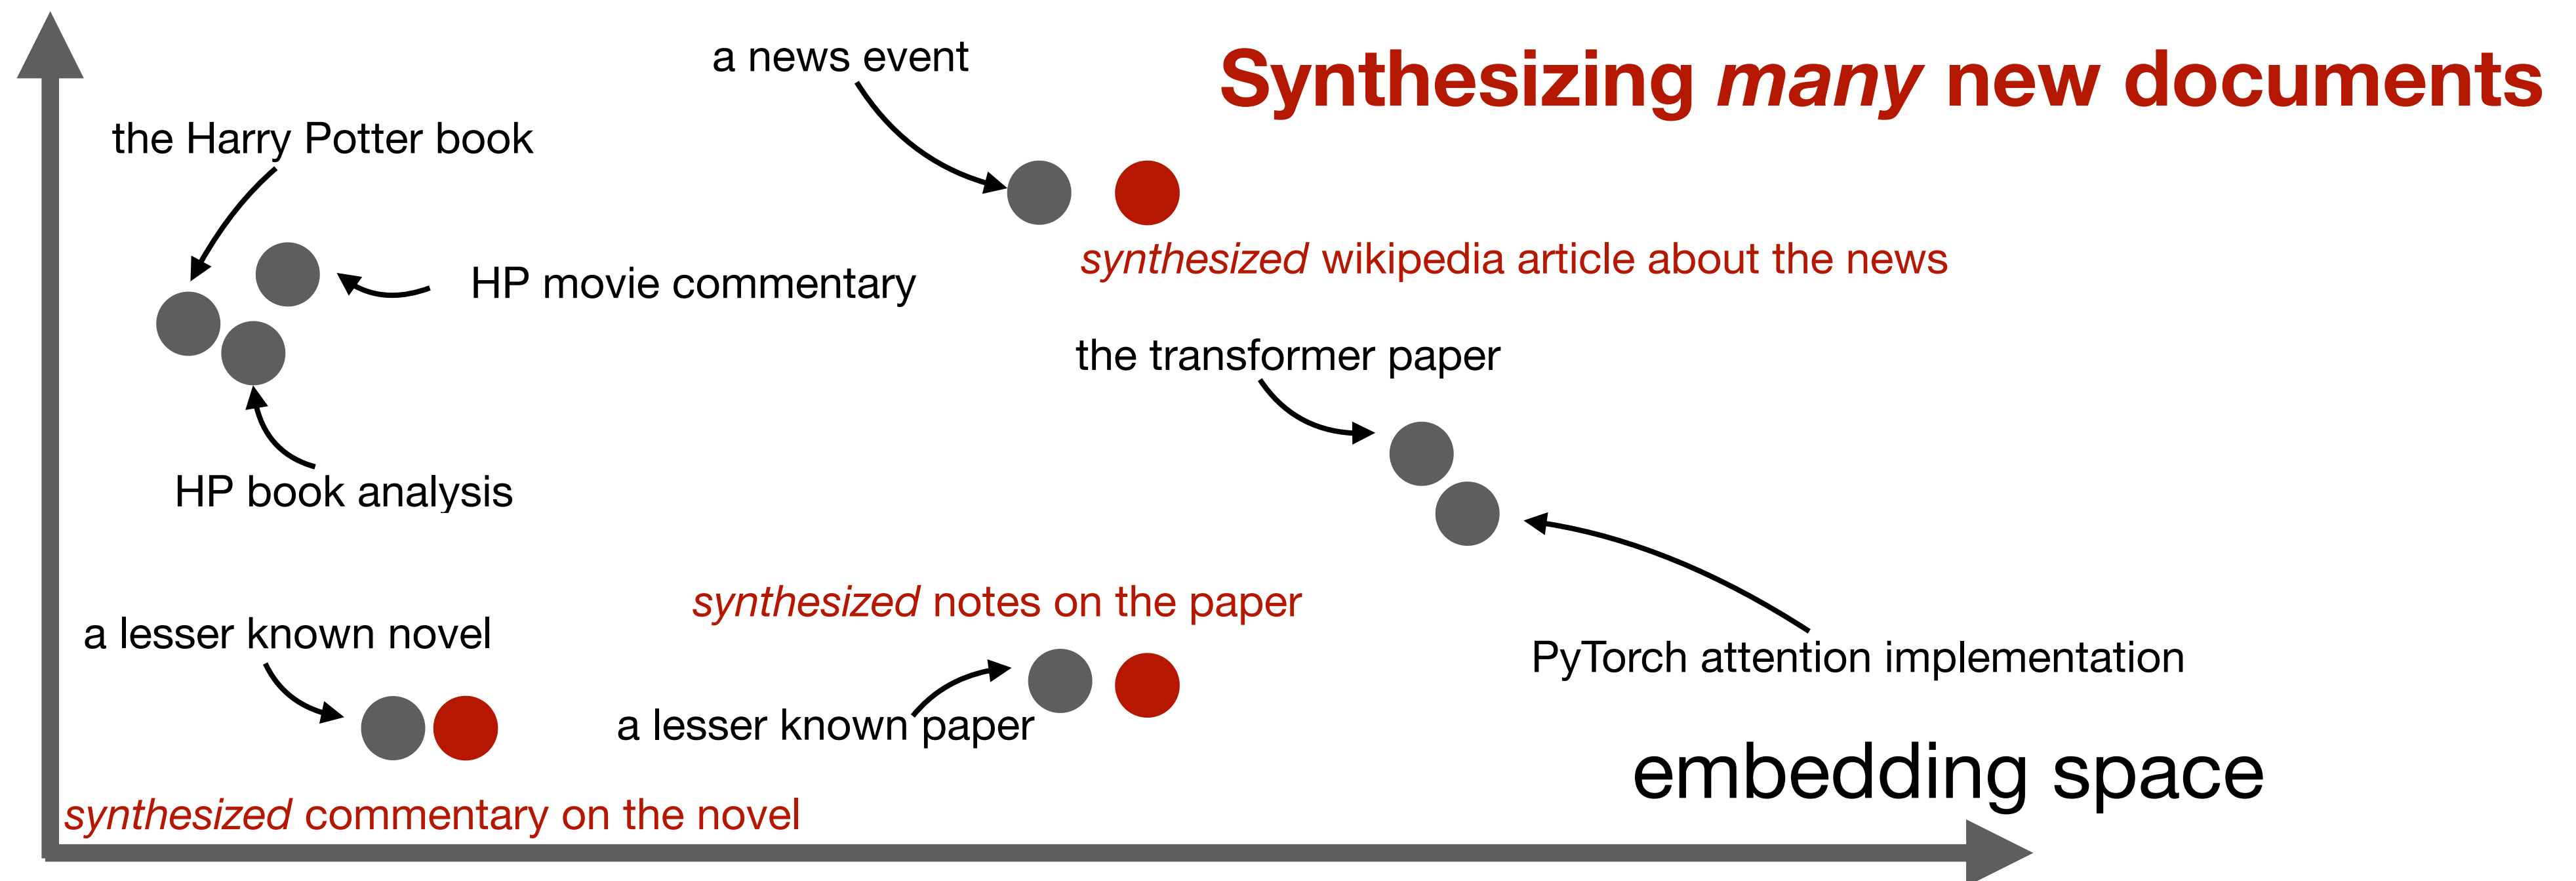 a news event
Synthesizing many new documents
the Harry Potter book
HP movie commentary
synthesized wikipedia article about the news
the transformer paper
HP book analysis
synthesized notes on the paper
a lesser known novel
PyTorch attention implementation
a lesser known paper
embedding space
synthesized commentary on the novel